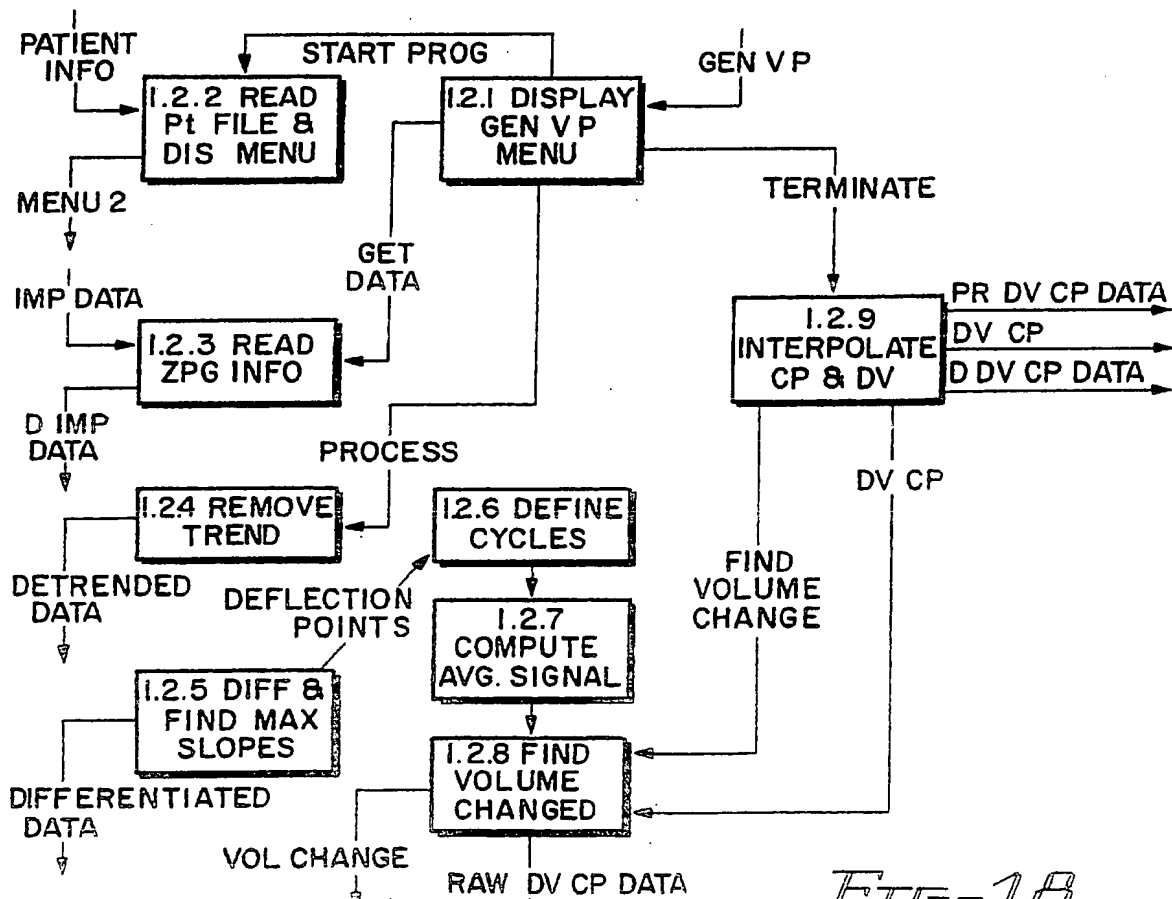 PATIENT
INFO
START PROG
GEN V P
1.2.2 READ
Pt FILE &
DIS MENU
1.2.1 DISPLAY
GEN V P
MENU
MENU 2
TERMINATE
GET
DATA
IMP DATA
1.2.3 READ
ZPG INFO
1.2.9
INTERPOLATE
CP & DV
PR DV CP DATA
DV CP
D DV CP DATA
D IMP
DATA
PROCESS
DV CP
1.2.4 REMOVE
TREND
1.2.6 DEFINE
CYCLES
FIND
VOLUME
CHANGE
DETRENDED
DATA
DEFLECTION
POINTS
1.2.7
COMPUTE
AVG. SIGNAL
1.2.5 DIFF &
FIND MAX
SLOPES
1.2.8 FIND
VOLUME
CHANGED
DIFFERENTIATED
DATA
VOL CHANGE
RAW DV CP DATA
FIG-18